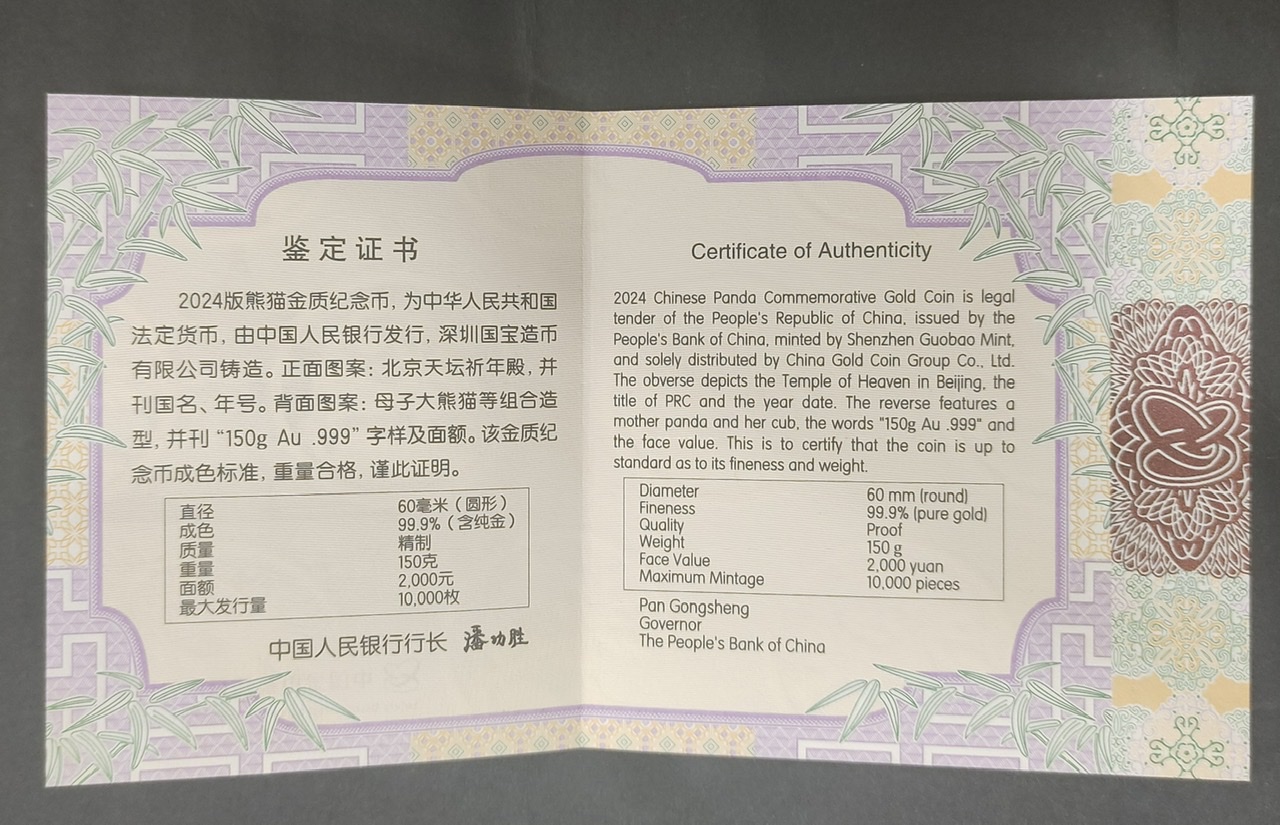 鉴定证书
2024版熊猫金质纪念币，为中华人民共和国
法定货币，由中国人民银行发行，深圳国宝造币
有限公司铸造。正面图案：北京天坛祈年殿，并
刊国名、年号。背面图案：母子大熊猫等组合造
型，并刊“150g Au .999”字样及面额。该金质纪
念币成色标准，重量合格，谨此证明。
直径 60毫米（圆形）
成色 99.9%（含纯金）
质量 精制
重量 150克
面额 2,000元
最大发行量 10,000枚
中国人民银行行长 潘功胜
Certificate of Authenticity
2024 Chinese Panda Commemorative Gold Coin is legal
tender of the People's Republic of China, issued by the
People's Bank of China, minted by Shenzhen Guobao Mint,
and solely distributed by China Gold Coin Group Co., Ltd.
The obverse depicts the Temple of Heaven in Beijing, the
title of PRC and the year date. The reverse features a
mother panda and her cub, the words "150g Au .999" and
the face value. This is to certify that the coin is up to
standard as to its fineness and weight.
Diameter 60 mm (round)
Fineness 99.9% (pure gold)
Quality Proof
Weight 150 g
Face Value 2,000 yuan
Maximum Mintage 10,000 pieces
Pan Gongsheng
Governor
The People's Bank of China